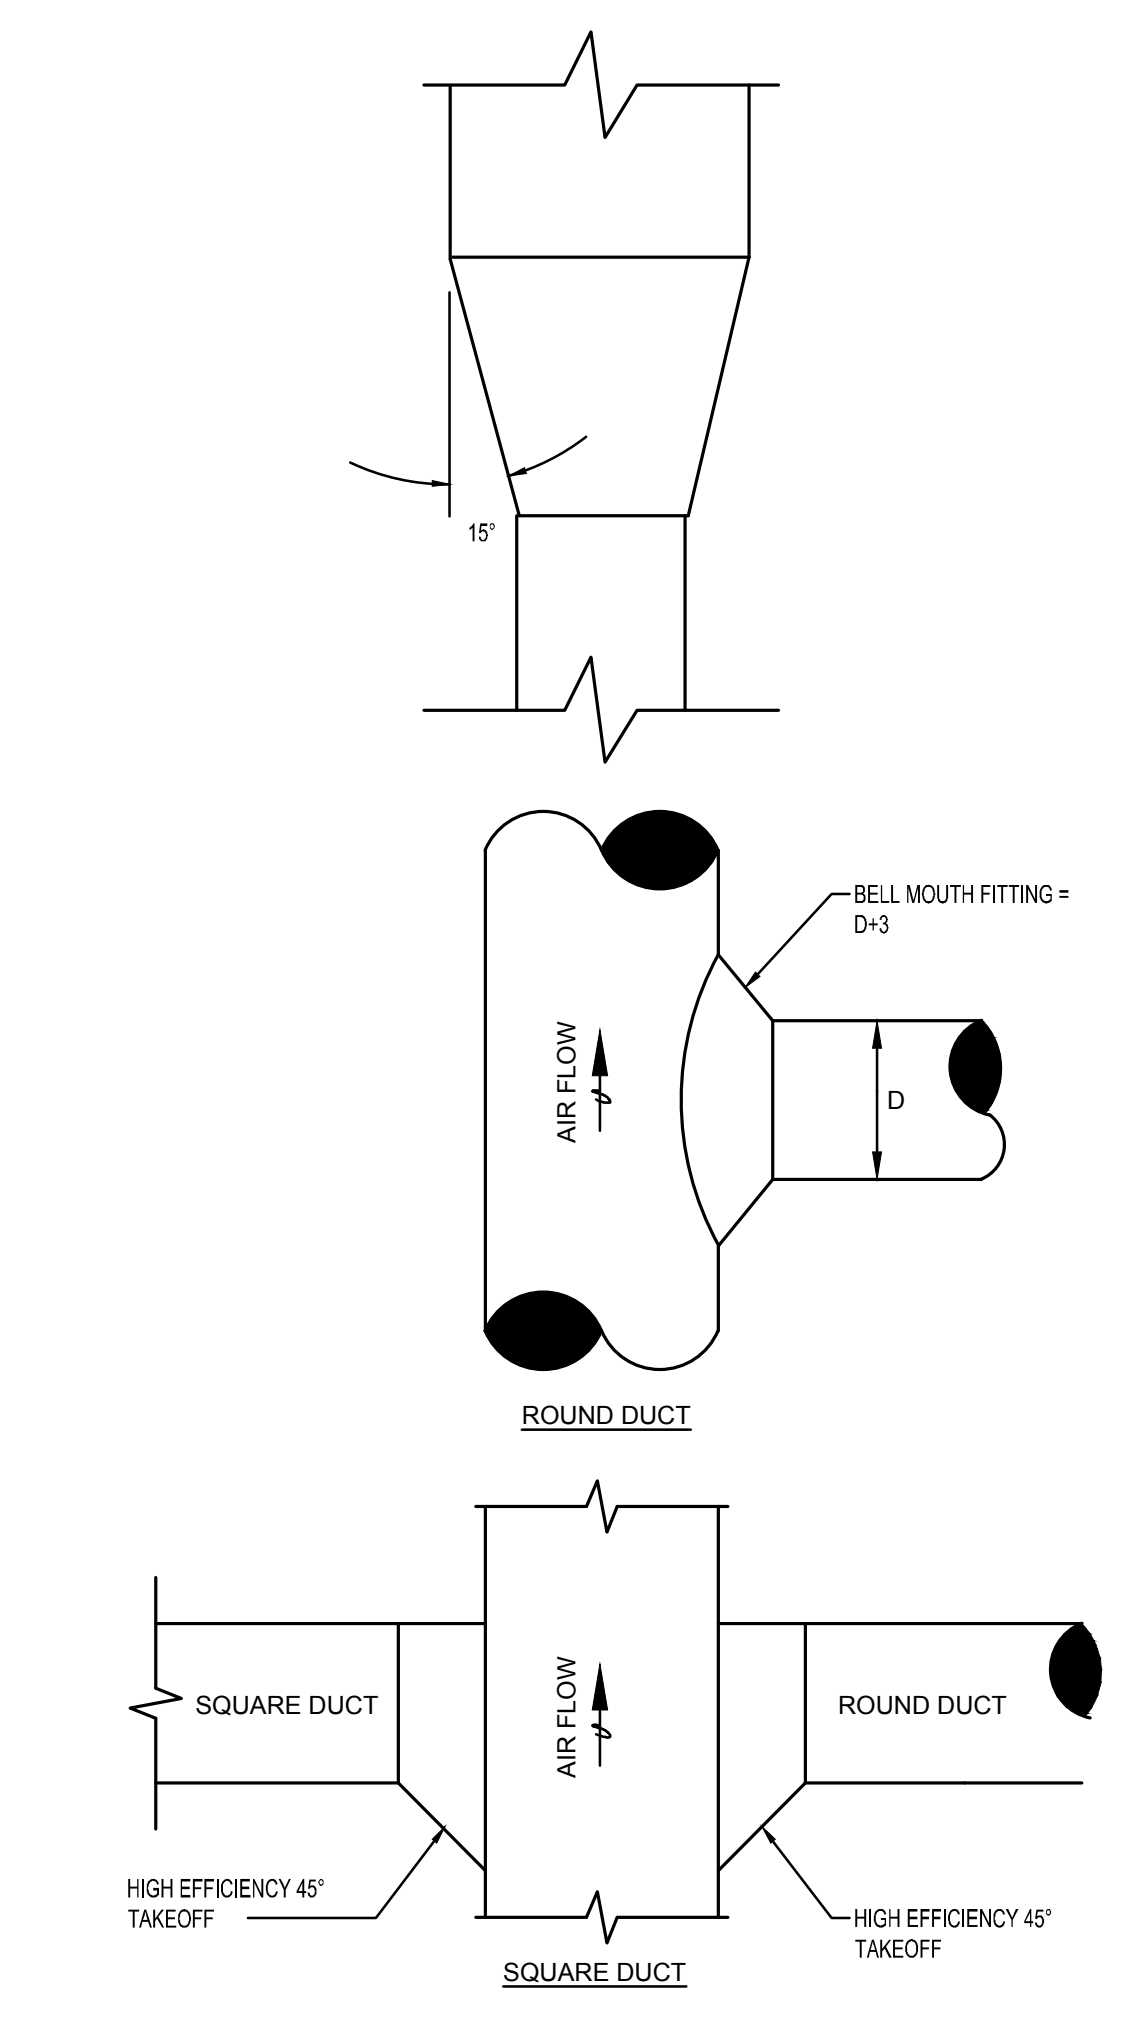 15°
BELL MOUTH FITTING =
D+3
AIR FLOW
D
ROUND DUCT
SQUARE DUCT
AIR FLOW
ROUND DUCT
HIGH EFFICIENCY 45°
TAKEOFF
HIGH EFFICIENCY 45°
TAKEOFF
SQUARE DUCT